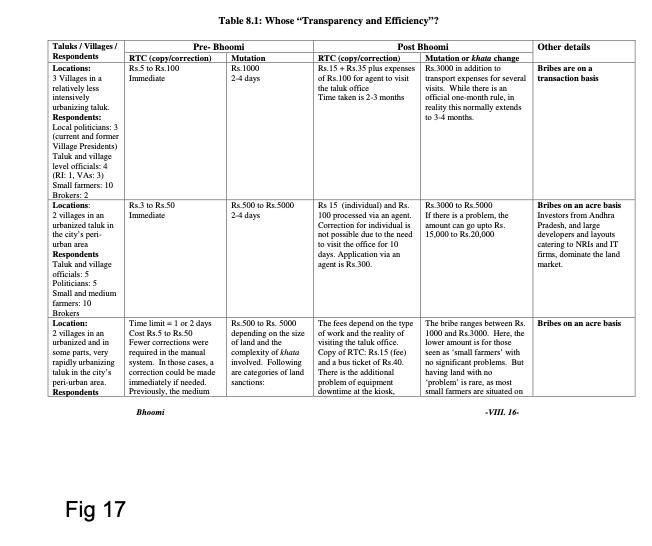 Table 8.1: Whose “Transparency and Efficiency”?
Taluks / Villages /
Respondents
Pre- Bhoomi
Post Bhoomi
Other details
RTC (copy/correction)
Mutation
RTC (copy/correction)
Mutation or khata change
Locations:
3 Villages in a
relatively less
intensively
urbanizing taluk.
Respondents:
Local politicians: 3
(current and former
Village Presidents)
Taluk and village
level officials: 4
(RI: 1, VAs: 3)
Small farmers: 10
Brokers: 2
Rs.5 to Rs.100
Immediate
Rs.1000
2-4 days
Rs.15 + Rs.35 plus expenses
of Rs.100 for agent to visit
the taluk office
Time taken is 2-3 months
Rs.3000 in addition to
transport expenses for several
visits.  While there is an
official one-month rule, in
reality this normally extends
to 3-4 months.
Bribes are on a
transaction basis
Locations:
2 villages in an
urbanized taluk in
the city’s peri-
urban area
Respondents
Taluk and village
officials: 5
Politicians: 5
Small and medium
farmers: 10
Brokers
Rs.3 to Rs.50
Immediate
Rs.500 to Rs.5000
2-4 days
Rs 15  (individual) and Rs.
100 processed via an agent.
Correction for individual is
not possible due to the need
to visit the office for 10
days. Application via an
agent is Rs.300.
Rs.3000 to Rs.5000
If there is a problem, the
amount can go upto Rs.
15,000 to Rs.20,000
Bribes on an acre basis
Investors from Andhra
Pradesh, and large
developers and layouts
catering to NRIs and IT
firms, dominate the land
market.
Location:
2 villages in an
urbanized and in
some parts, very
rapidly urbanizing
taluk in the city’s
peri-urban area.
Respondents
Time limit = 1 or 2 days
Cost Rs.5 to Rs.50
Fewer corrections were
required in the manual
system.  In those cases, a
correction could be made
immediately if needed.
Previously, the medium
Rs.500 to Rs. 5000
depending on the size
of land and the
complexity of khata
involved.  Following
are categories of land
sanctions:
The fees depend on the type
of work and the reality of
visiting the taluk office.
Copy of RTC: Rs.15 (fee)
and a bus ticket of Rs.40.
There is the additional
problem of equipment
downtime at the kiosk,
The bribe ranges between Rs.
1000 and Rs.3000.  Here, the
lower amount is for those
seen as ‘small farmers’ with
no significant problems.  But
having land with no
‘problem’ is rare, as most
small farmers are situated on
Bribes on an acre basis
Bhoomi
-VIII. 16-
Fig 17